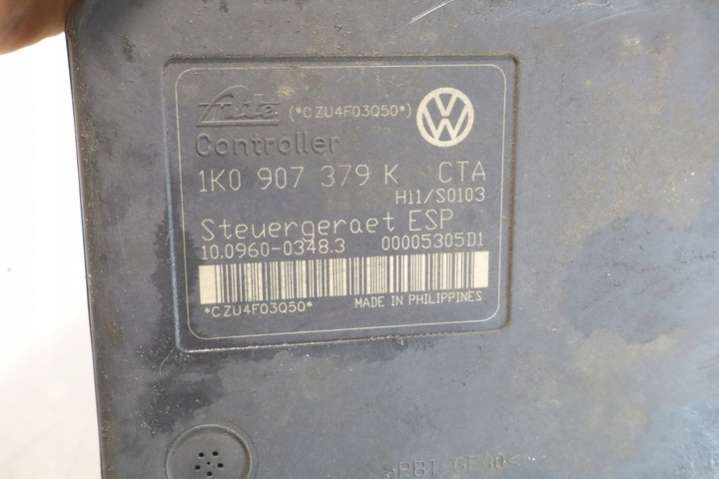 Ate (*CZU4F03Q50*)
Controller
1K0 907 379 K CTA
H11/S0103
Steuergeraet ESP
10.0960-0348.3 00005305D1
*CZU4F03Q50* MADE IN PHILIPPINES